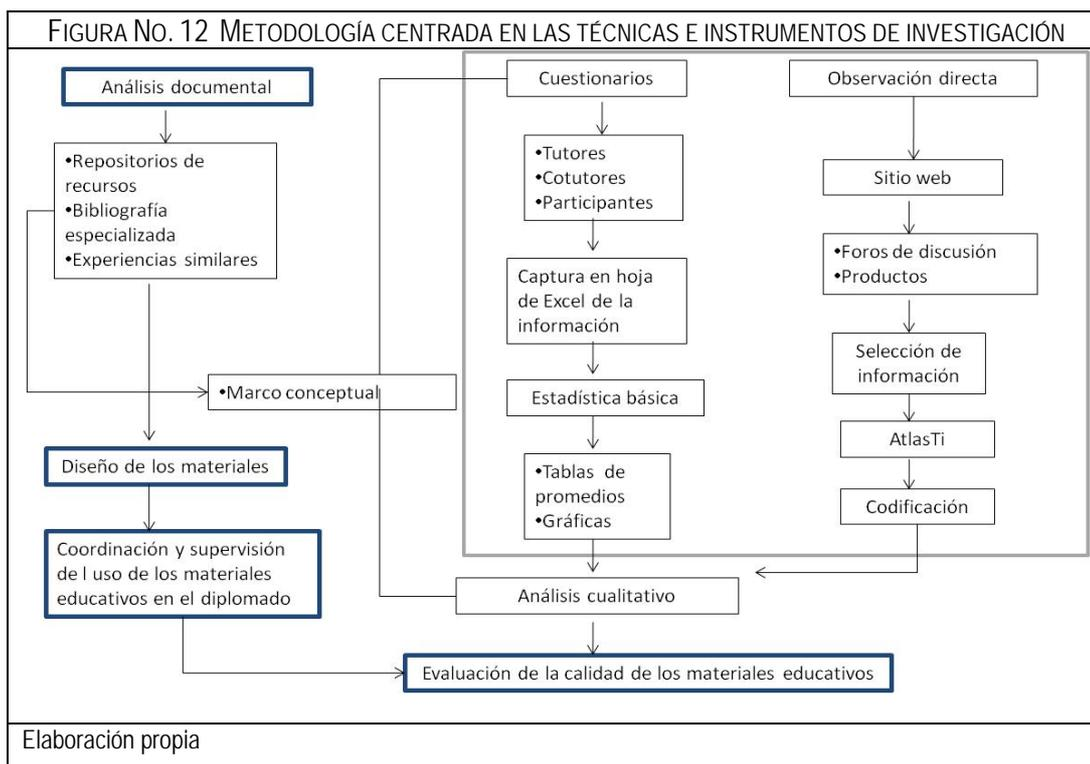 FIGURA NO. 12 METODOLOGÍA CENTRADA EN LAS TÉCNICAS E INSTRUMENTOS DE INVESTIGACIÓN
Análisis documental
•Repositorios de
recursos
•Bibliografía
especializada
•Experiencias similares
•Marco conceptual
Diseño de los materiales
Coordinación y supervisión
de l uso de los materiales
educativos en el diplomado
Cuestionarios
•Tutores
•Cotutores
•Participantes
Captura en hoja
de Excel de la
información
Estadística básica
•Tablas de
promedios
•Gráficas
Observación directa
Sitio web
•Foros de discusión
•Productos
Selección de
información
AtlasTi
Codificación
Análisis cualitativo
Evaluación de la calidad de los materiales educativos
Elaboración propia